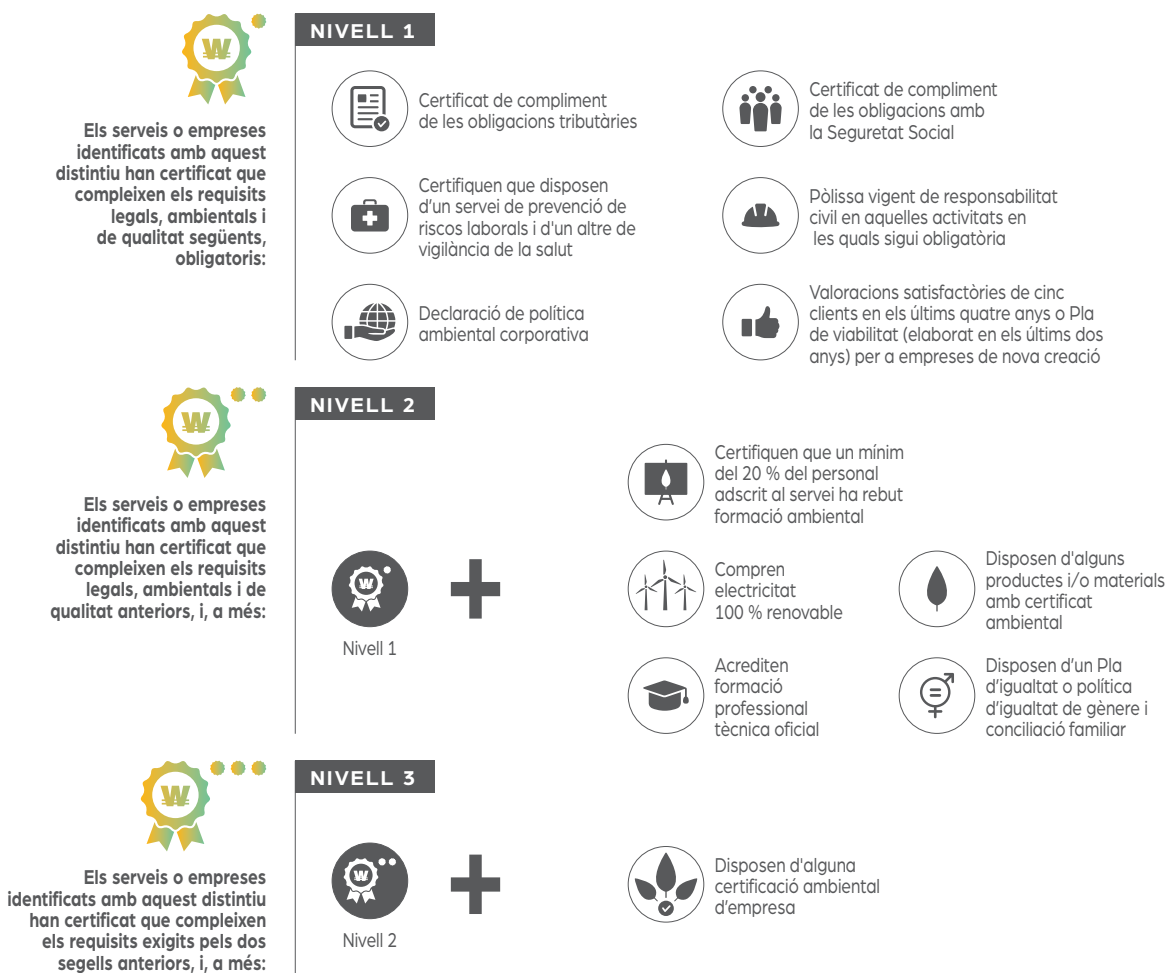 NIVELL 1
Els serveis o empreses
identificats amb aquest
distintiu han certificat que
compleixen els requisits
legals, ambientals i
de qualitat següents,
obligatoris:
Certificat de compliment
de les obligacions tributàries
Certificat de compliment
de les obligacions amb
la Seguretat Social
Certifiquen que disposen
d'un servei de prevenció de
riscos laborals i d'un altre de
vigilància de la salut
Pòlissa vigent de responsabilitat
civil en aquelles activitats en
les quals sigui obligatòria
Declaració de política
ambiental corporativa
Valoracions satisfactòries de cinc
clients en els últims quatre anys o Pla
de viabilitat (elaborat en els últims dos
anys) per a empreses de nova creació
NIVELL 2
Els serveis o empreses
identificats amb aquest
distintiu han certificat que
compleixen els requisits
legals, ambientals i de
qualitat anteriors, i, a més:
Nivell 1
Certifiquen que un mínim
del 20 % del personal
adscrit al servei ha rebut
formació ambiental
Compren
electricitat
100 % renovable
Disposen d'alguns
productes i/o materials
amb certificat
ambiental
Acrediten
formació
professional
tècnica oficial
Disposen d'un Pla
d'igualtat o política
d'igualtat de gènere i
conciliació familiar
NIVELL 3
Els serveis o empreses
identificats amb aquest distintiu
han certificat que compleixen
els requisits exigits pels dos
segells anteriors, i, a més:
Nivell 2
Disposen d'alguna
certificació ambiental
d'empresa